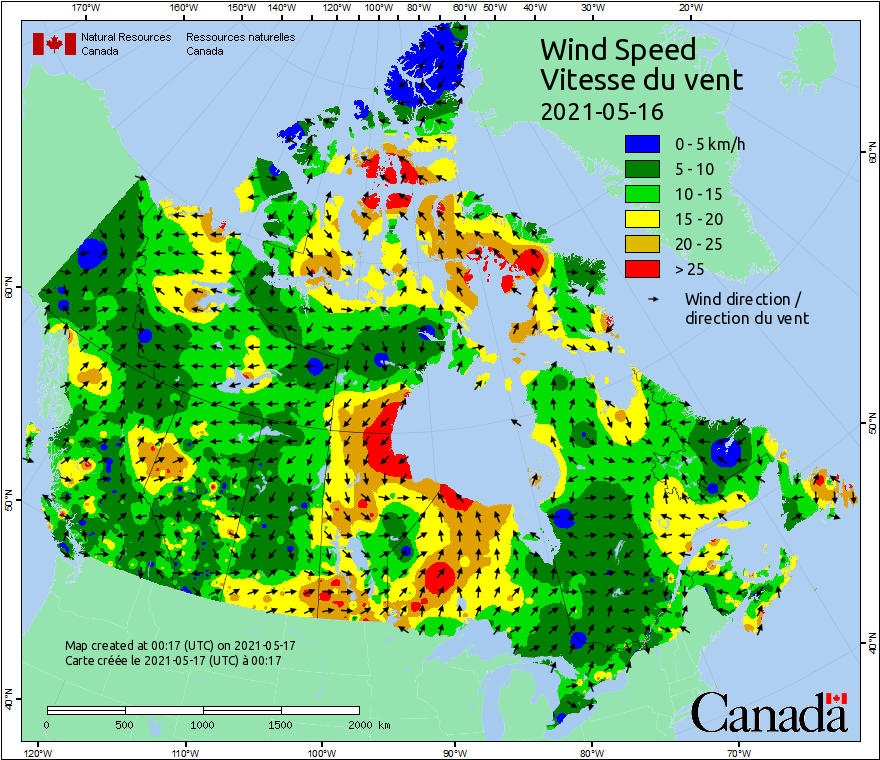 170°W 160°W 150°W 140°W 130°W 120°W 110°W 100°W 80°W 60°W 50°W 40°W 30°W 20°W
Natural Resources Canada
Ressources naturelles Canada
Wind Speed
Vitesse du vent
2021-05-16
0 - 5 km/h
5 - 10
10 - 15
15 - 20
20 - 25
> 25
Wind direction /
direction du vent
60°N
60°N
50°N
50°N
40°N
40°N
Map created at 00:17 (UTC) on 2021-05-17
Carte créée le 2021-05-17 (UTC) à 00:17
0 500 1000 1500 2000 km
Canada
120°W 110°W 100°W 90°W 80°W 70°W